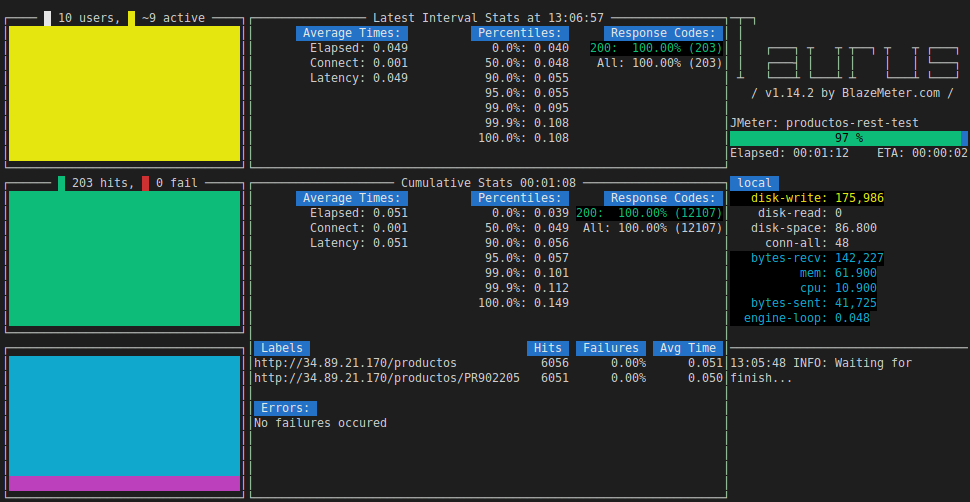 10 users, ~9 active
203 hits, 0 fail
Latest Interval Stats at 13:06:57
Average Times: Percentiles: Response Codes:
Elapsed: 0.049 0.0%: 0.040 200: 100.00% (203)
Connect: 0.001 50.0%: 0.048 All: 100.00% (203)
Latency: 0.049 90.0%: 0.055
95.0%: 0.055
99.0%: 0.095
99.9%: 0.108
100.0%: 0.108
Cumulative Stats 00:01:08
Average Times: Percentiles: Response Codes:
Elapsed: 0.051 0.0%: 0.039 200: 100.00% (12107)
Connect: 0.001 50.0%: 0.049 All: 100.00% (12107)
Latency: 0.051 90.0%: 0.056
95.0%: 0.057
99.0%: 0.101
99.9%: 0.112
100.0%: 0.149
Labels Hits Failures Avg Time
http://34.89.21.170/productos 6056 0.00% 0.051
http://34.89.21.170/productos/PR902205 6051 0.00% 0.050
Errors:
No failures occured
Taurus
/ v1.14.2 by BlazeMeter.com /
JMeter: productos-rest-test
97 %
Elapsed: 00:01:12 ETA: 00:00:02
local
disk-write: 175,986
disk-read: 0
disk-space: 86.800
conn-all: 48
bytes-recv: 142,227
mem: 61.900
cpu: 10.900
bytes-sent: 41,725
engine-loop: 0.048
13:05:48 INFO: Waiting for
finish...